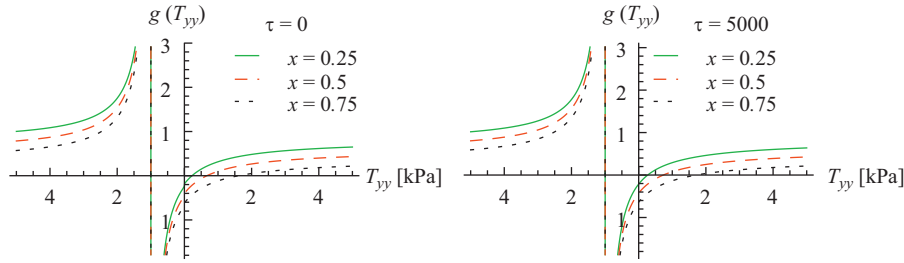 g (T_yy) τ = 0
3
x = 0.25
2
x = 0.5
x = 0.75
1
4 2 2 4 T_yy [kPa]
1
g (T_yy) τ = 5000
3
x = 0.25
2
x = 0.5
x = 0.75
1
4 2 2 4 T_yy [kPa]
1